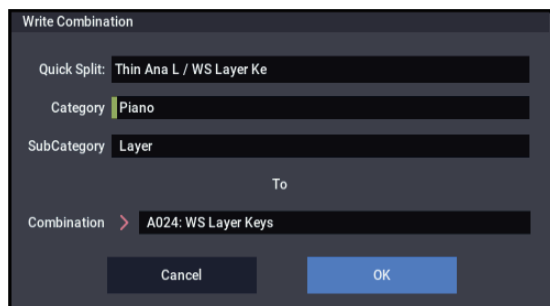 Write Combination
Quick Split: Thin Ana L / WS Layer Ke
Category Piano
SubCategory Layer
To
Combination > A024: WS Layer Keys
Cancel OK